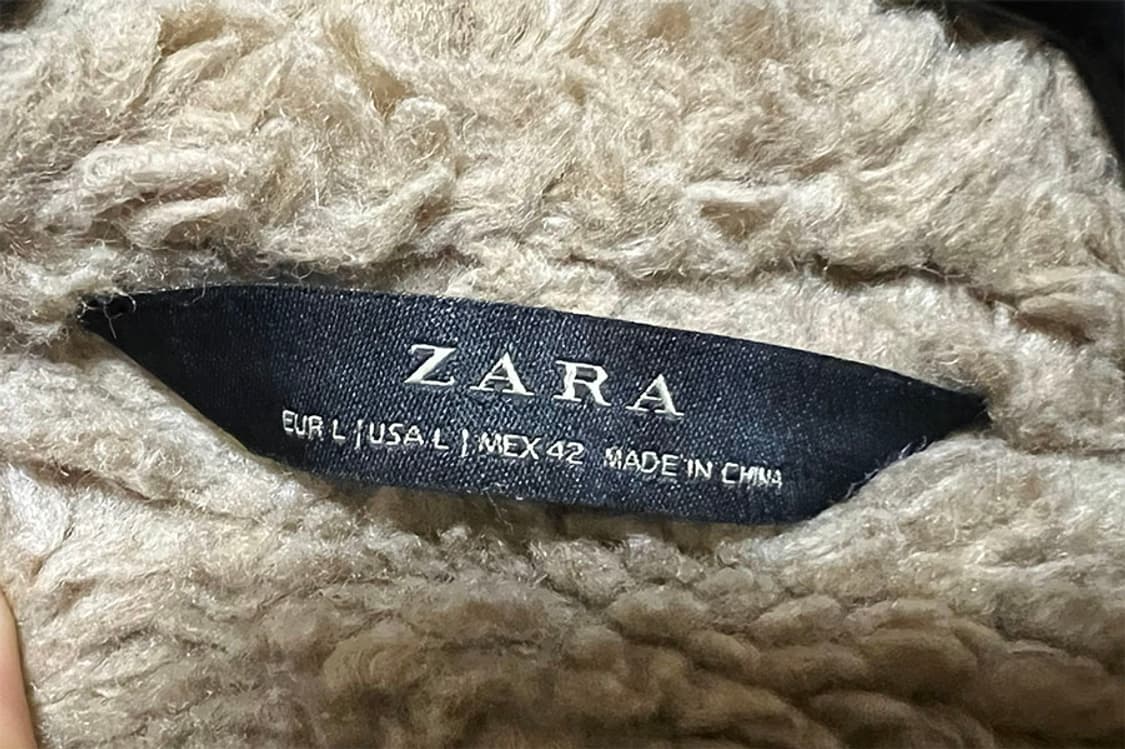 ZARA
EUR L | USA L | MEX 42 MADE IN CHINA